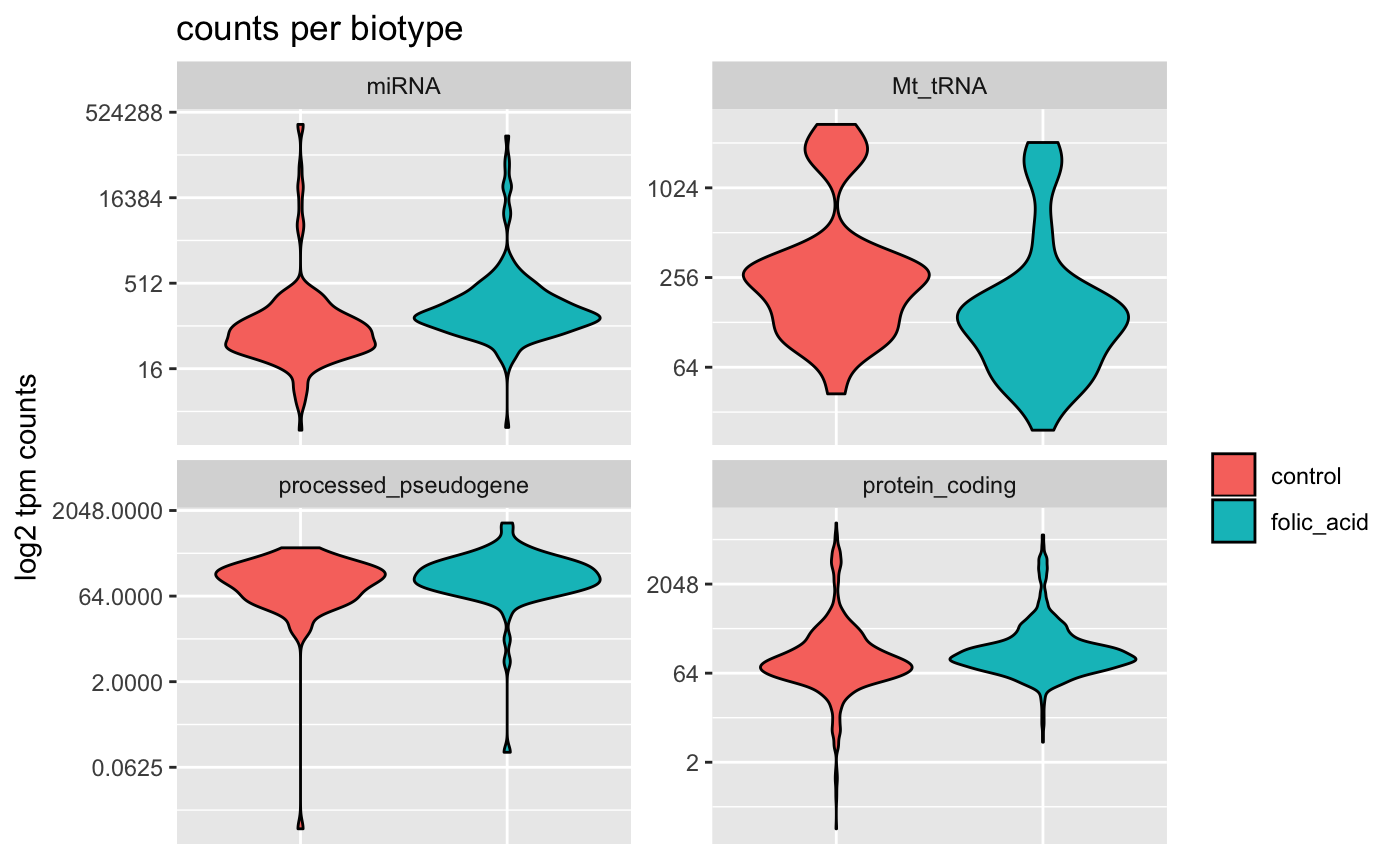 counts per biotype
miRNA
Mt_tRNA
524288
16384
512
16
1024
256
64
processed_pseudogene
protein_coding
2048.0000
64.0000
2.0000
0.0625
2048
64
2
log2 tpm counts
control
folic_acid